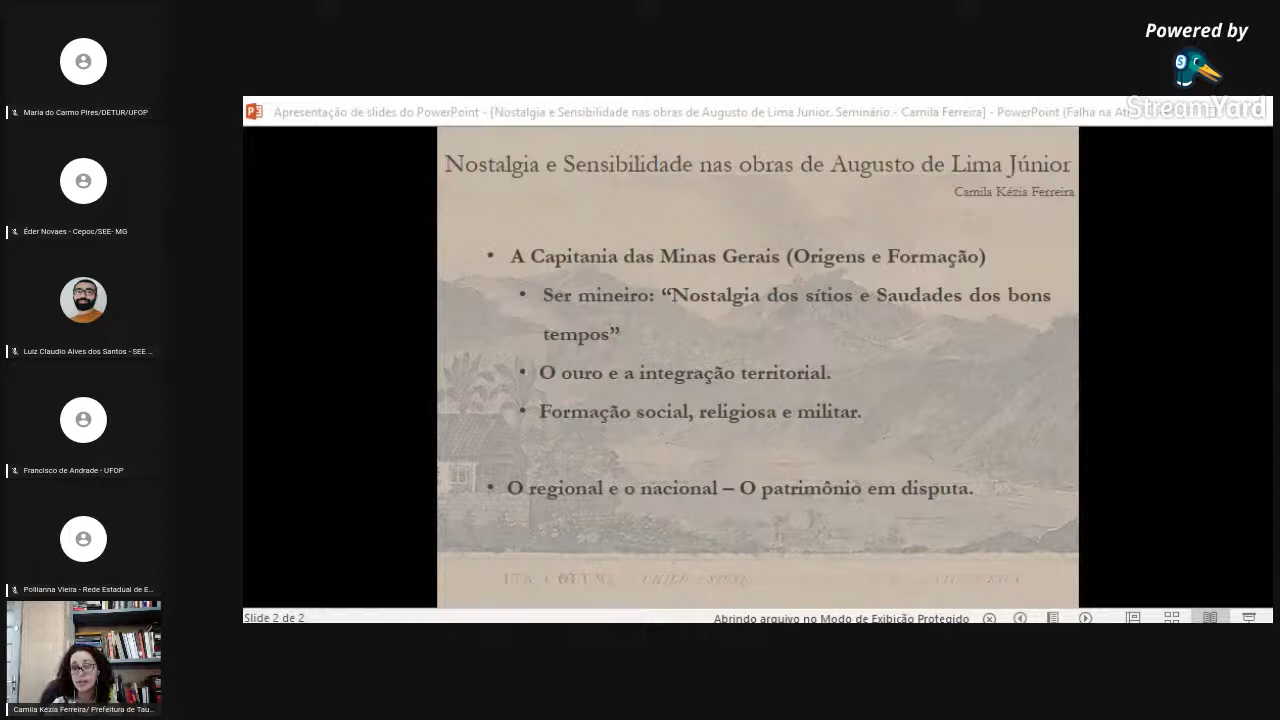 Powered by
StreamYard
Maria do Carmo Pires/DETUR/UFOP
Éder Novaes - Cepoc/SEE- MG
Luiz Claudio Alves dos Santos - SEE ...
Francisco de Andrade - UFOP
Pollianna Vieira - Rede Estadual de E...
Camila Kézia Ferreira/ Prefeitura de Tau...
Apresentação de slides do PowerPoint - [Nostalgia e Sensibilidade nas obras de Augusto de Lima Junior. Seminário. - Camila Ferreira] - PowerPoint (Falha na
Nostalgia e Sensibilidade nas obras de Augusto de Lima Júnior
Camila Kézia Ferreira
• A Capitania das Minas Gerais (Origens e Formação)
• Ser mineiro: “Nostalgia dos sítios e Saudades dos bons
tempos”
• O ouro e a integração territorial.
• Formação social, religiosa e militar.
• O regional e o nacional – O patrimônio em disputa.
Slide 2 de 2
Abrindo arquivo no Modo de Exibição Protegido